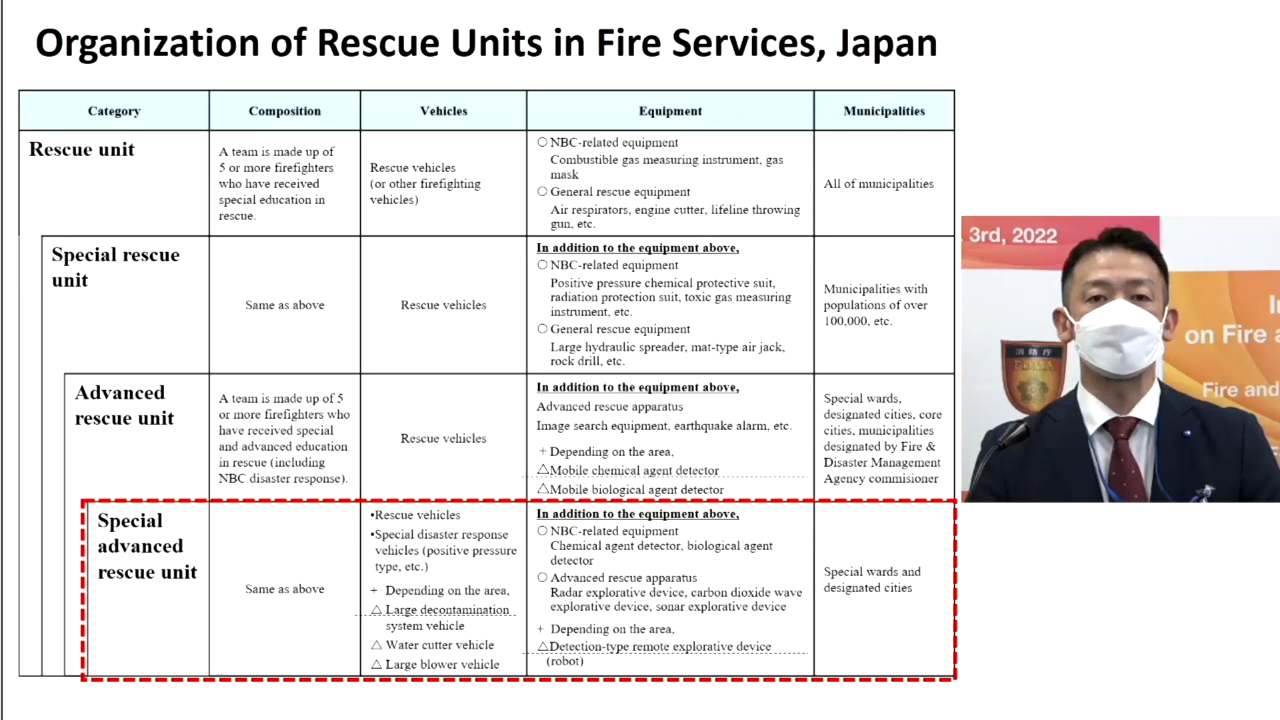 Organization of Rescue Units in Fire Services, Japan
Category
Composition
Vehicles
Equipment
Municipalities
Rescue unit
A team is made up of
5 or more firefighters
who have received
special education in
rescue.
Rescue vehicles
(or other firefighting
vehicles)
○ NBC-related equipment
Combustible gas measuring instrument, gas
mask
○ General rescue equipment
Air respirators, engine cutter, lifeline throwing
gun, etc.
All of municipalities
Special rescue
unit
Same as above
Rescue vehicles
In addition to the equipment above,
○ NBC-related equipment
Positive pressure chemical protective suit,
radiation protection suit, toxic gas measuring
instrument, etc.
○ General rescue equipment
Large hydraulic spreader, mat-type air jack,
rock drill, etc.
Municipalities with
populations of over
100,000, etc.
Advanced
rescue unit
A team is made up of 5
or more firefighters who
have received special
and advanced education
in rescue (including
NBC disaster response).
Rescue vehicles
In addition to the equipment above,
Advanced rescue apparatus
Image search equipment, earthquake alarm, etc.
+ Depending on the area,
△Mobile chemical agent detector
△Mobile biological agent detector
Special wards,
designated cities, core
cities, municipalities
designated by Fire &
Disaster Management
Agency commisioner
Special
advanced
rescue unit
Same as above
•Rescue vehicles
•Special disaster response
vehicles (positive pressure
type, etc.)
+ Depending on the area,
△ Large decontamination
system vehicle
△ Water cutter vehicle
△ Large blower vehicle
In addition to the equipment above,
○ NBC-related equipment
Chemical agent detector, biological agent
detector
○ Advanced rescue apparatus
Radar explorative device, carbon dioxide wave
explorative device, sonar explorative device
+ Depending on the area,
△Detection-type remote explorative device
(robot)
Special wards and
designated cities
3rd, 2022
on Fire
Fire and
消防庁